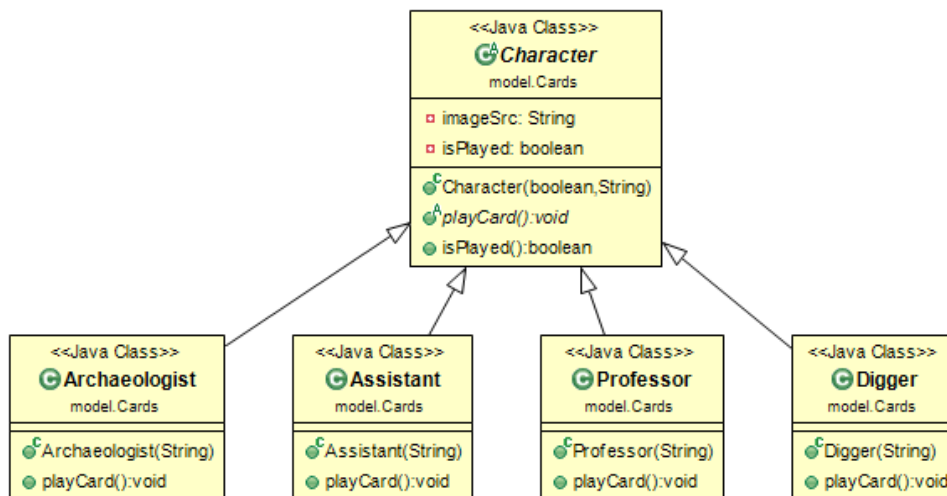 <<Java Class>>
Character
model.Cards
imageSrc: String
isPlayed: boolean
Character(boolean,String)
playCard():void
isPlayed():boolean
<<Java Class>>
Archaeologist
model.Cards
Archaeologist(String)
playCard():void
<<Java Class>>
Assistant
model.Cards
Assistant(String)
playCard():void
<<Java Class>>
Professor
model.Cards
Professor(String)
playCard():void
<<Java Class>>
Digger
model.Cards
Digger(String)
playCard():void